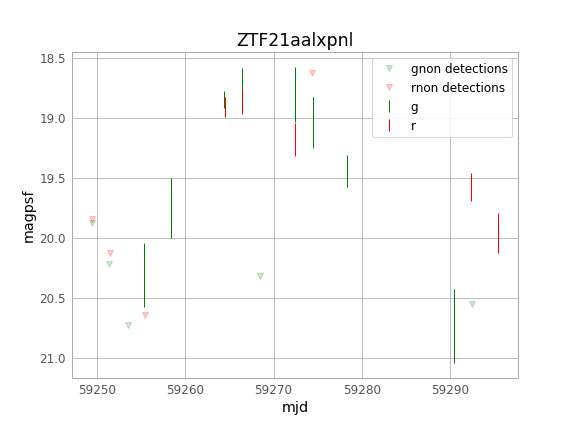 ZTF21aalxpnl
18.5
19.0
19.5
20.0
20.5
21.0
magpsf
59250
59260
59270
59280
59290
mjd
gnon detections
rnon detections
g
r